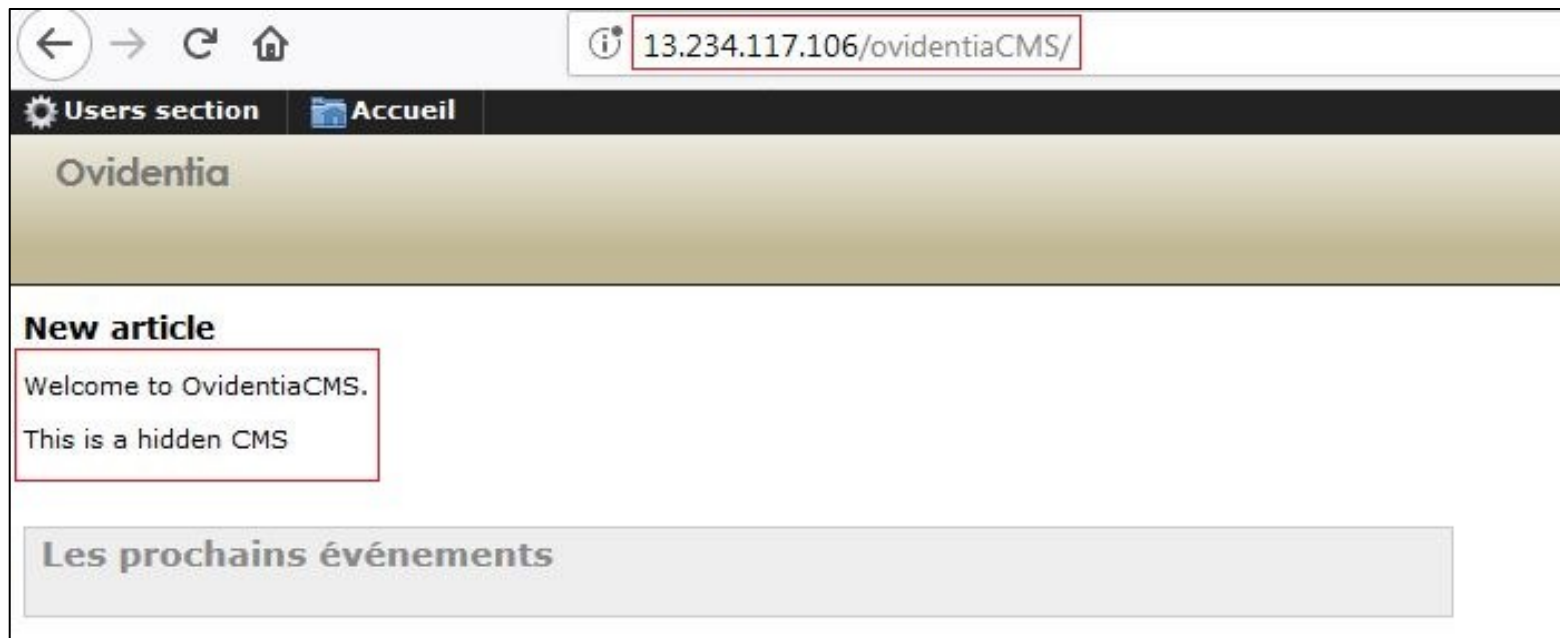 13.234.117.106/ovidentiaCMS/
Users section Accueil
Ovidentia
New article
Welcome to OvidentiaCMS.
This is a hidden CMS
Les prochains événements